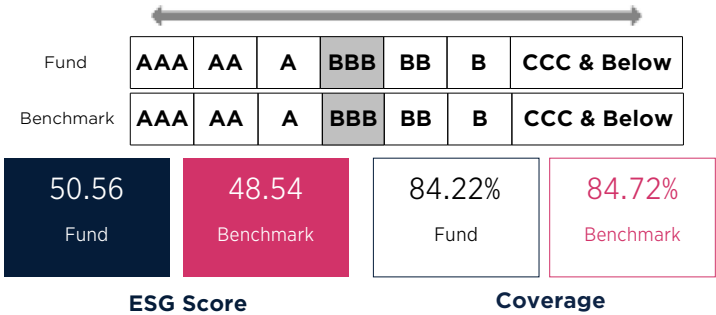 Fund AAA AA A BBB BB B CCC & Below
Benchmark AAA AA A BBB BB B CCC & Below
50.56 48.54 84.22% 84.72%
Fund Benchmark Fund Benchmark
ESG Score Coverage